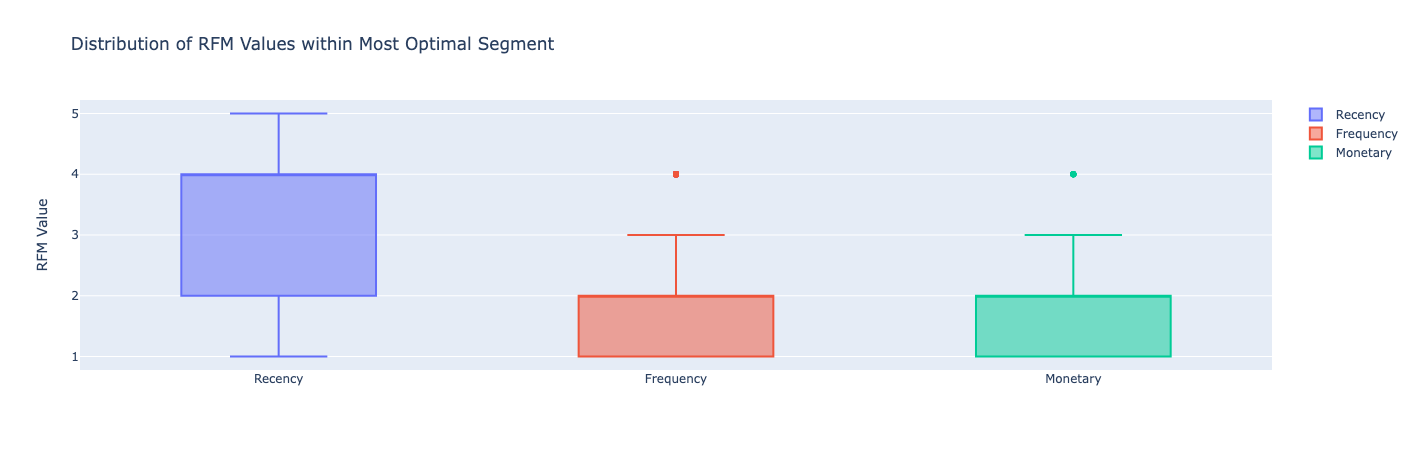 Distribution of RFM Values within Most Optimal Segment
RFM Value
5
4
3
2
1
Recency
Frequency
Monetary
Recency
Frequency
Monetary